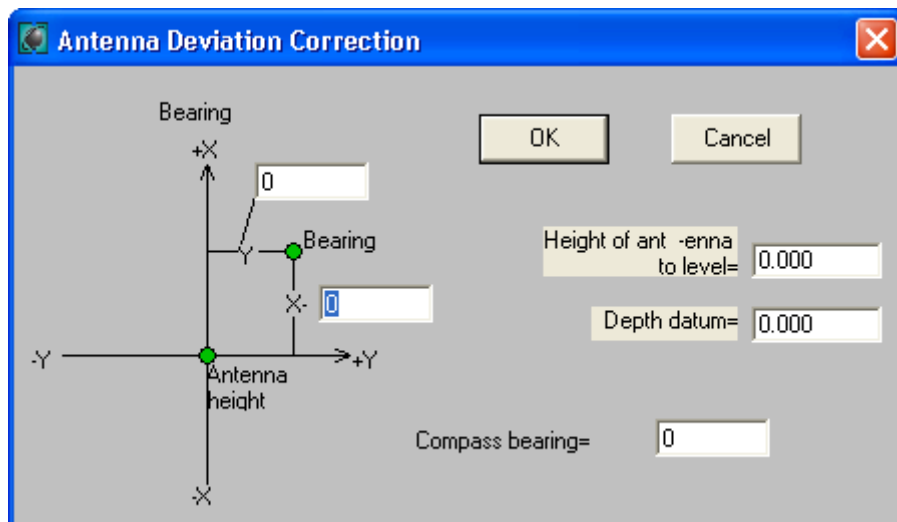 Antenna Deviation Correction
Bearing
+X
0
OK
Cancel
Y
Bearing
Height of ant -enna
to level=
0.000
X-
0
Depth datum=
0.000
-Y
+Y
Antenna
height
Compass bearing=
0
-X